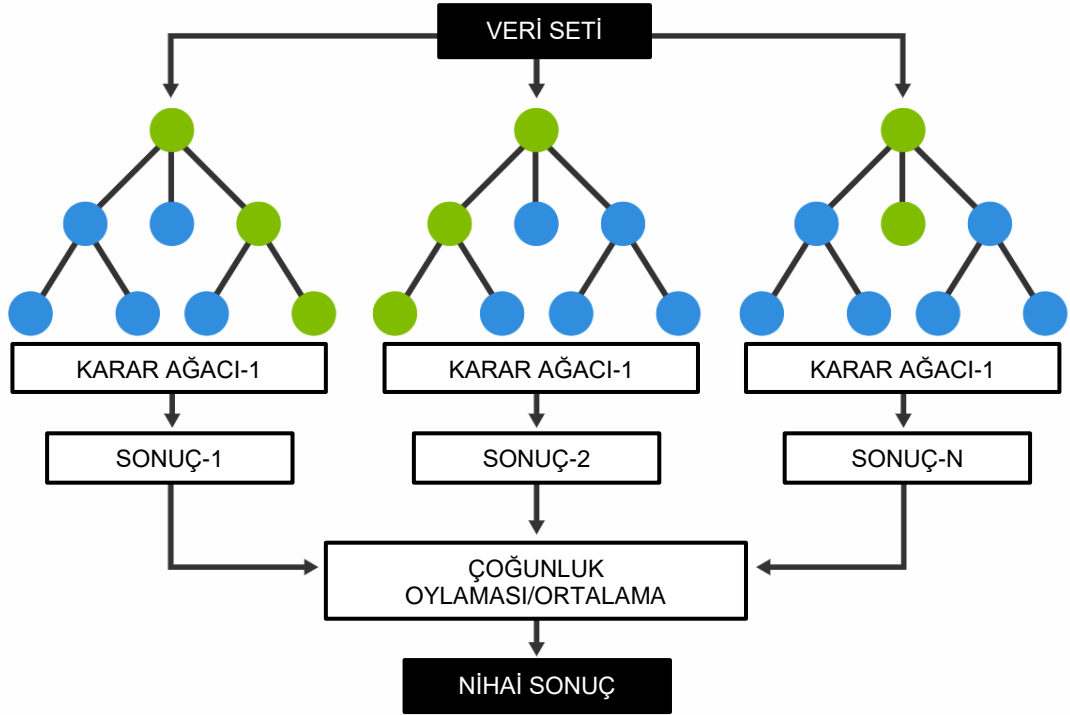 VERİ SETİ
KARAR AĞACI-1
KARAR AĞACI-1
KARAR AĞACI-1
SONUÇ-1
SONUÇ-2
SONUÇ-N
ÇOĞUNLUK
OYLAMASI/ORTALAMA
NİHAİ SONUÇ